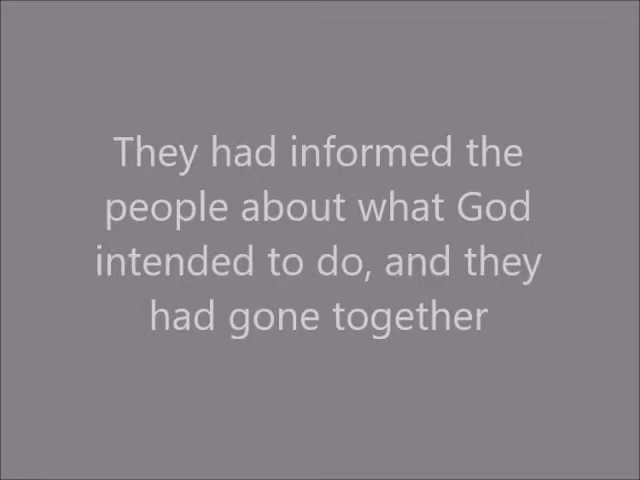 They had informed the
people about what God
intended to do, and they
had gone together